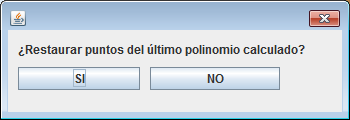 ¿Restaurar puntos del último polinomio calculado?
SI NO